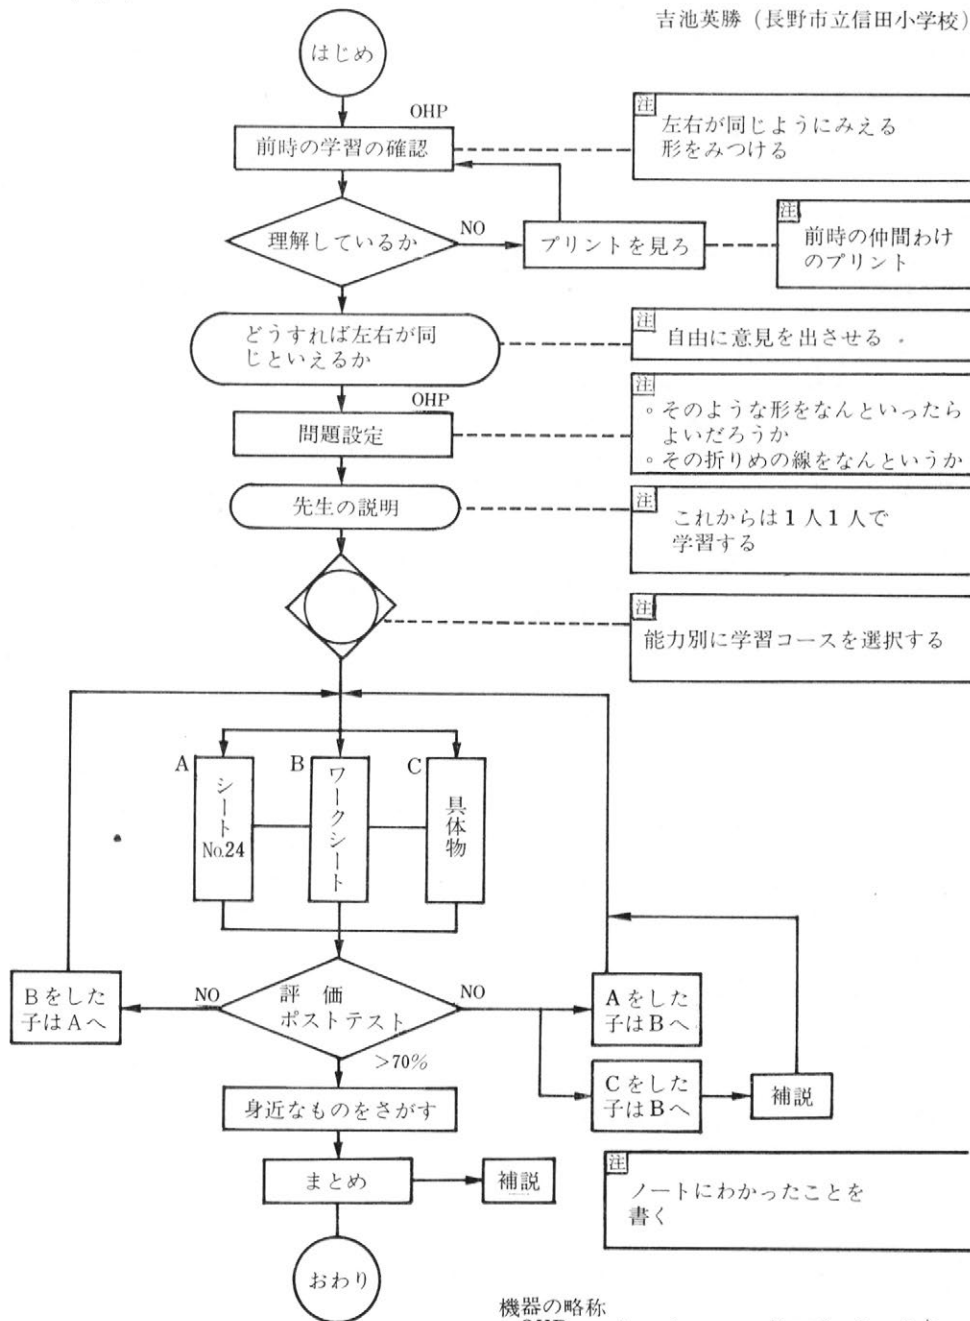 吉池英勝（長野市立信田小学校）
はじめ
OHP
前時の学習の確認
注
左右が同じようにみえる
形をみつける
理解しているか
NO
プリントを見ろ
注
前時の仲間わけ
のプリント
どうすれば左右が同
じといえるか
注
自由に意見を出させる
OHP
問題設定
注
。そのような形をなんといったら
よいだろうか
。その折りめの線をなんというか
先生の説明
注
これからは1人1人で
学習する
注
能力別に学習コースを選択する
A
シート
No.24
B
ワークシート
C
具体物
Bをした
子はAへ
NO
評　価
ポストテスト
NO
Aをした
子はBへ
>70%
Cをした
子はBへ
補説
身近なものをさがす
まとめ
補説
注
ノートにわかったことを
書く
おわり
機器の略称